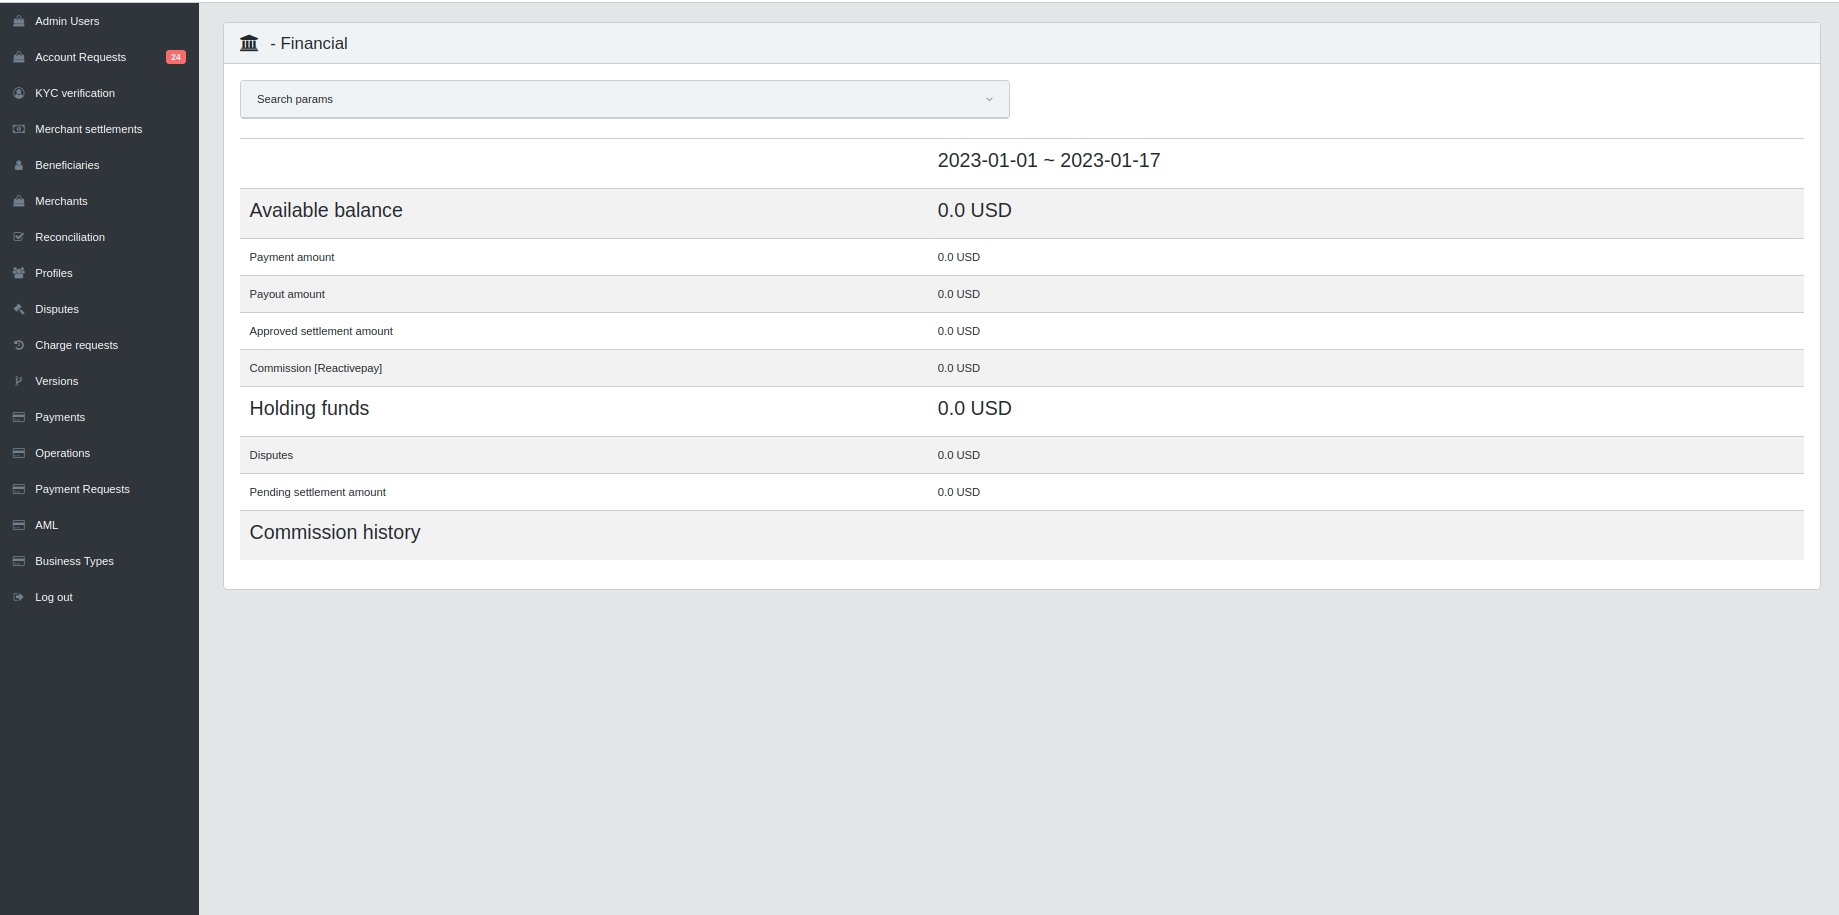 Admin Users
Account Requests 24
KYC verification
Merchant settlements
Beneficiaries
Merchants
Reconciliation
Profiles
Disputes
Charge requests
Versions
Payments
Operations
Payment Requests
AML
Business Types
Log out
- Financial
Search params
2023-01-01 ~ 2023-01-17
Available balance 0.0 USD
Payment amount 0.0 USD
Payout amount 0.0 USD
Approved settlement amount 0.0 USD
Commission [Reactivepay] 0.0 USD
Holding funds 0.0 USD
Disputes 0.0 USD
Pending settlement amount 0.0 USD
Commission history